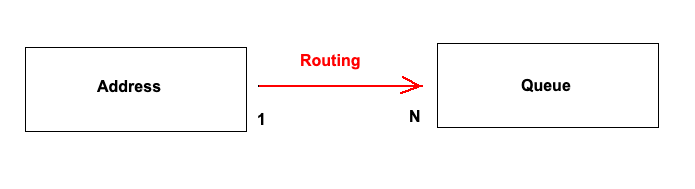 Routing
Address
Queue
1
N